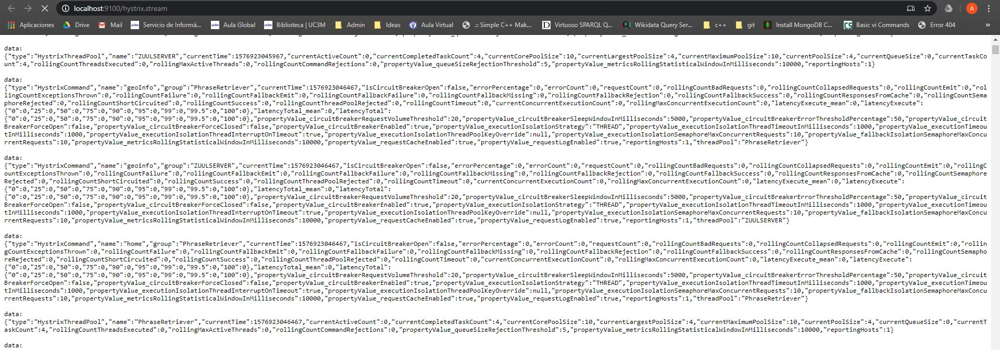 localhost:9100/hystrix.stream
A
Aplicaciones Drive Mail Servicio de Informá... Aula Global Biblioteca | UC3M Admin Ideas Aula Virtual .:: Simple C++ Mak... Virtuoso SPARQL Q... Wikidata Query Ser... c++ git Install MongoDB C... Basic vi Commands Error 404 »
data:
{"type":"HystrixThreadPool","name":"ZUULSERVER","currentTime":1576923045967,"currentActiveCount":0,"currentCompletedTaskCount":4,"currentCorePoolSize":10,"currentLargestPoolSize":4,"currentMaximumPoolSize":10,"currentPoolSize":4,"currentQueueSize":0,"currentTaskCo
unt":4,"rollingCountThreadsExecuted":0,"rollingMaxActiveThreads":0,"rollingCountCommandRejections":0,"propertyValue_queueSizeRejectionThreshold":5,"propertyValue_metricsRollingStatisticalWindowInMilliseconds":10000,"reportingHosts":1}
data:
{"type":"HystrixCommand","name":"geoInfo","group":"PhraseRetriever","currentTime":1576923046467,"isCircuitBreakerOpen":false,"errorPercentage":0,"errorCount":0,"requestCount":0,"rollingCountBadRequests":0,"rollingCountCollapsedRequests":0,"rollingCountEmit":0,"ro
llingCountExceptionsThrown":0,"rollingCountFailure":0,"rollingCountFallbackEmit":0,"rollingCountFallbackFailure":0,"rollingCountFallbackMissing":0,"rollingCountFallbackRejection":0,"rollingCountFallbackSuccess":0,"rollingCountResponsesFromCache":0,"rollingCountSema
phoreRejected":0,"rollingCountShortCircuited":0,"rollingCountSuccess":0,"rollingCountThreadPoolRejected":0,"rollingCountTimeout":0,"currentConcurrentExecutionCount":0,"rollingMaxConcurrentExecutionCount":0,"latencyExecute_mean":0,"latencyExecute":
{"0":0,"25":0,"50":0,"75":0,"90":0,"95":0,"99":0,"99.5":0,"100":0},"latencyTotal_mean":0,"latencyTotal":
{"0":0,"25":0,"50":0,"75":0,"90":0,"95":0,"99":0,"99.5":0,"100":0},"propertyValue_circuitBreakerRequestVolumeThreshold":20,"propertyValue_circuitBreakerSleepWindowInMilliseconds":5000,"propertyValue_circuitBreakerErrorThresholdPercentage":50,"propertyValue_circuit
BreakerForceOpen":false,"propertyValue_circuitBreakerForceClosed":false,"propertyValue_circuitBreakerEnabled":true,"propertyValue_executionIsolationStrategy":"THREAD","propertyValue_executionIsolationThreadTimeoutInMilliseconds":1000,"propertyValue_executionTimeou
tInMilliseconds":1000,"propertyValue_executionIsolationThreadInterruptOnTimeout":true,"propertyValue_executionIsolationThreadPoolKeyOverride":null,"propertyValue_executionIsolationSemaphoreMaxConcurrentRequests":10,"propertyValue_fallbackIsolationSemaphoreMaxConcu
rrentRequests":10,"propertyValue_metricsRollingStatisticalWindowInMilliseconds":10000,"propertyValue_requestCacheEnabled":true,"propertyValue_requestLogEnabled":true,"reportingHosts":1,"threadPool":"PhraseRetriever"}
data:
{"type":"HystrixCommand","name":"geoinfo","group":"ZUULSERVER","currentTime":1576923046467,"isCircuitBreakerOpen":false,"errorPercentage":0,"errorCount":0,"requestCount":0,"rollingCountBadRequests":0,"rollingCountCollapsedRequests":0,"rollingCountEmit":0,"rollingC
ountExceptionsThrown":0,"rollingCountFailure":0,"rollingCountFallbackEmit":0,"rollingCountFallbackFailure":0,"rollingCountFallbackMissing":0,"rollingCountFallbackRejection":0,"rollingCountFallbackSuccess":0,"rollingCountResponsesFromCache":0,"rollingCountSemaphore
Rejected":0,"rollingCountShortCircuited":0,"rollingCountSuccess":0,"rollingCountThreadPoolRejected":0,"rollingCountTimeout":0,"currentConcurrentExecutionCount":0,"rollingMaxConcurrentExecutionCount":0,"latencyExecute_mean":0,"latencyExecute":
{"0":0,"25":0,"50":0,"75":0,"90":0,"95":0,"99":0,"99.5":0,"100":0},"latencyTotal_mean":0,"latencyTotal":
{"0":0,"25":0,"50":0,"75":0,"90":0,"95":0,"99":0,"99.5":0,"100":0},"propertyValue_circuitBreakerRequestVolumeThreshold":20,"propertyValue_circuitBreakerSleepWindowInMilliseconds":5000,"propertyValue_circuitBreakerErrorThresholdPercentage":50,"propertyValue_circuit
BreakerForceOpen":false,"propertyValue_circuitBreakerForceClosed":false,"propertyValue_circuitBreakerEnabled":true,"propertyValue_executionIsolationStrategy":"THREAD","propertyValue_executionIsolationThreadTimeoutInMilliseconds":1000,"propertyValue_executionTimeou
tInMilliseconds":1000,"propertyValue_executionIsolationThreadInterruptOnTimeout":true,"propertyValue_executionIsolationThreadPoolKeyOverride":null,"propertyValue_executionIsolationSemaphoreMaxConcurrentRequests":10,"propertyValue_fallbackIsolationSemaphoreMaxConcu
rrentRequests":10,"propertyValue_metricsRollingStatisticalWindowInMilliseconds":10000,"propertyValue_requestCacheEnabled":true,"propertyValue_requestLogEnabled":true,"reportingHosts":1,"threadPool":"ZUULSERVER"}
data:
{"type":"HystrixCommand","name":"home","group":"PhraseRetriever","currentTime":1576923046467,"isCircuitBreakerOpen":false,"errorPercentage":0,"errorCount":0,"requestCount":0,"rollingCountBadRequests":0,"rollingCountCollapsedRequests":0,"rollingCountEmit":0,"rollin
gCountExceptionsThrown":0,"rollingCountFailure":0,"rollingCountFallbackEmit":0,"rollingCountFallbackFailure":0,"rollingCountFallbackMissing":0,"rollingCountFallbackRejection":0,"rollingCountFallbackSuccess":0,"rollingCountResponsesFromCache":0,"rollingCountSemapho
reRejected":0,"rollingCountShortCircuited":0,"rollingCountSuccess":0,"rollingCountThreadPoolRejected":0,"rollingCountTimeout":0,"currentConcurrentExecutionCount":0,"rollingMaxConcurrentExecutionCount":0,"latencyExecute_mean":0,"latencyExecute":
{"0":0,"25":0,"50":0,"75":0,"90":0,"95":0,"99":0,"99.5":0,"100":0},"latencyTotal_mean":0,"latencyTotal":
{"0":0,"25":0,"50":0,"75":0,"90":0,"95":0,"99":0,"99.5":0,"100":0},"propertyValue_circuitBreakerRequestVolumeThreshold":20,"propertyValue_circuitBreakerSleepWindowInMilliseconds":5000,"propertyValue_circuitBreakerErrorThresholdPercentage":50,"propertyValue_circuit
BreakerForceOpen":false,"propertyValue_circuitBreakerForceClosed":false,"propertyValue_circuitBreakerEnabled":true,"propertyValue_executionIsolationStrategy":"THREAD","propertyValue_executionIsolationThreadTimeoutInMilliseconds":1000,"propertyValue_executionTimeou
tInMilliseconds":1000,"propertyValue_executionIsolationThreadInterruptOnTimeout":true,"propertyValue_executionIsolationThreadPoolKeyOverride":null,"propertyValue_executionIsolationSemaphoreMaxConcurrentRequests":10,"propertyValue_fallbackIsolationSemaphoreMaxConcu
rrentRequests":10,"propertyValue_metricsRollingStatisticalWindowInMilliseconds":10000,"propertyValue_requestCacheEnabled":true,"propertyValue_requestLogEnabled":true,"reportingHosts":1,"threadPool":"PhraseRetriever"}
data:
{"type":"HystrixThreadPool","name":"PhraseRetriever","currentTime":1576923046467,"currentActiveCount":0,"currentCompletedTaskCount":4,"currentCorePoolSize":10,"currentLargestPoolSize":4,"currentMaximumPoolSize":10,"currentPoolSize":4,"currentQueueSize":0,"currentT
askCount":4,"rollingCountThreadsExecuted":0,"rollingMaxActiveThreads":0,"rollingCountCommandRejections":0,"propertyValue_queueSizeRejectionThreshold":5,"propertyValue_metricsRollingStatisticalWindowInMilliseconds":10000,"reportingHosts":1}
data: